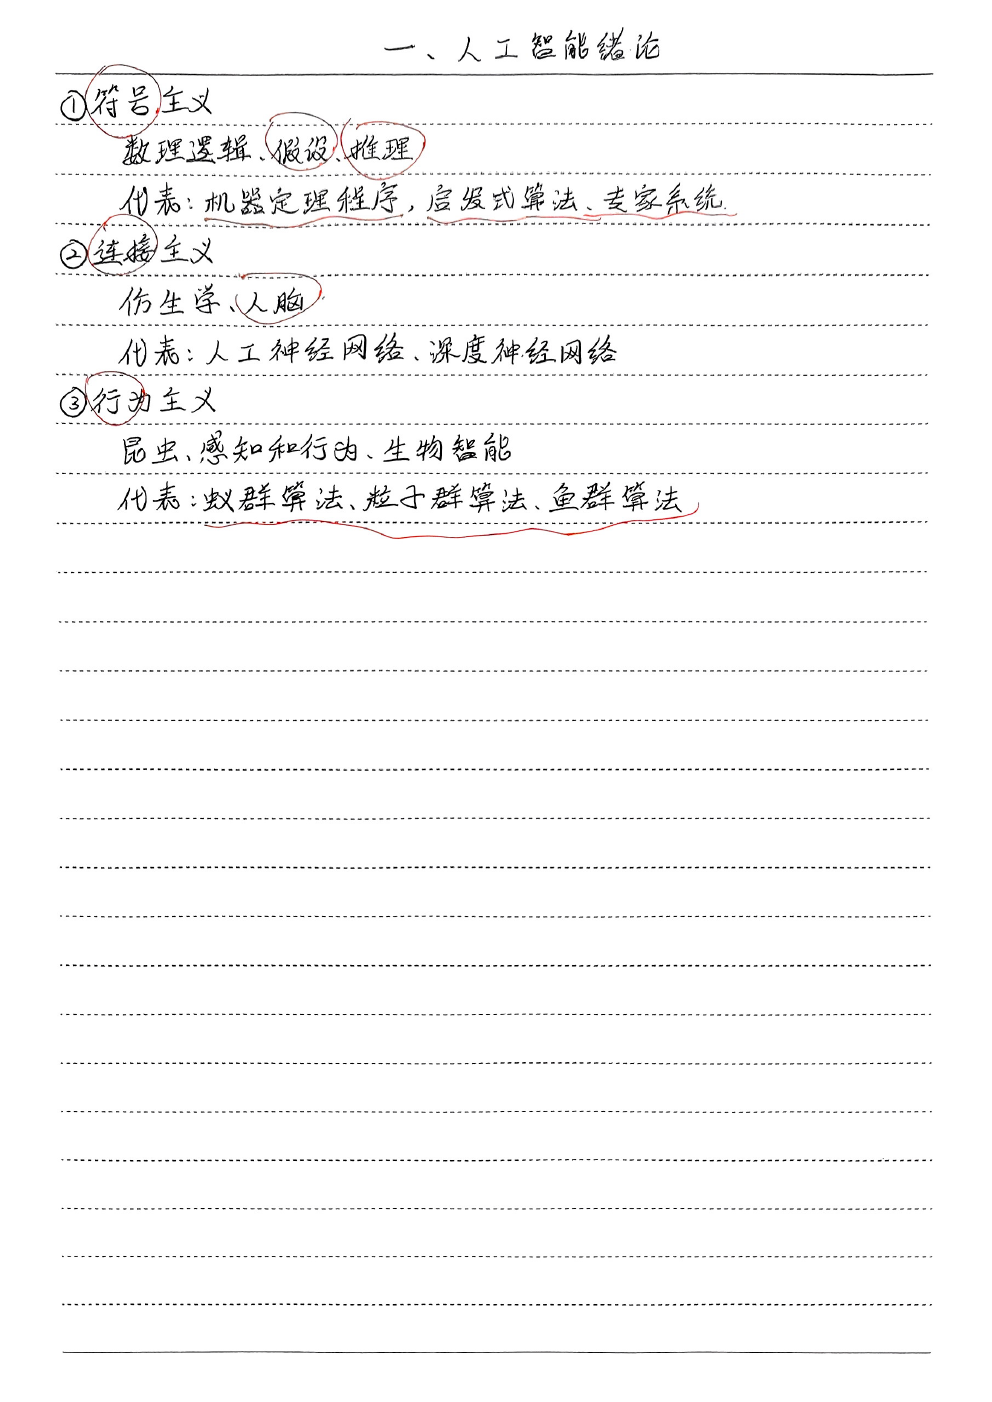 一、人工智能绪论
①符号主义
数理逻辑、假设、推理
代表：机器定理程序，启发式算法、专家系统.
②连接主义
仿生学、人脑
代表：人工神经网络、深度神经网络
③行为主义
昆虫、感知和行为、生物智能
代表：蚁群算法、粒子群算法、鱼群算法